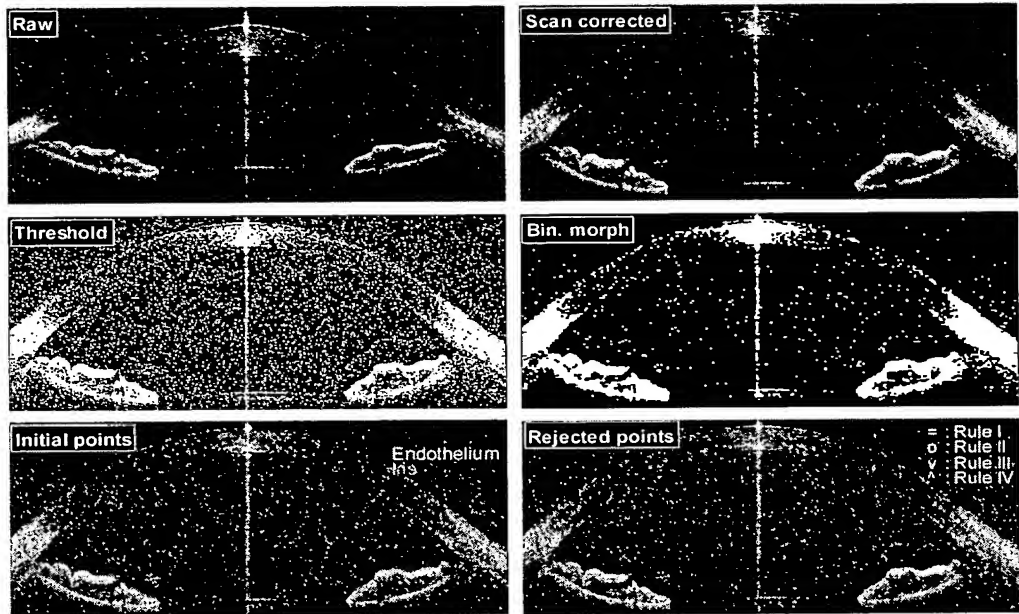 Raw
Scan corrected
Threshold
Bin. morph
Initial points
Endothelium
Iris
Rejected points
= : Rule I
o : Rule II
v : Rule III
^ : Rule IV